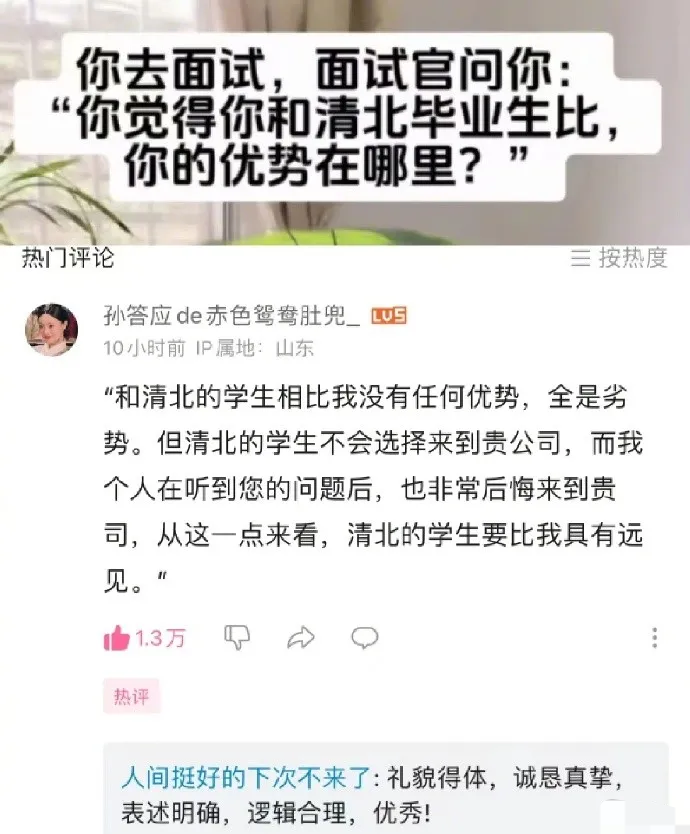 你去面试，面试官问你：
“你觉得你和清北毕业生比，
你的优势在哪里？”
热门评论
按热度
孙答应de赤色鸳鸯肚兜_ LV5
10小时前 IP属地：山东
“和清北的学生相比我没有任何优势，全是劣
势。但清北的学生不会选择来到贵公司，而我
个人在听到您的问题后，也非常后悔来到贵
司，从这一点来看，清北的学生要比我具有远
见。“
1.3万
热评
人间挺好的下次不来了: 礼貌得体，诚恳真挚，
表述明确，逻辑合理，优秀!